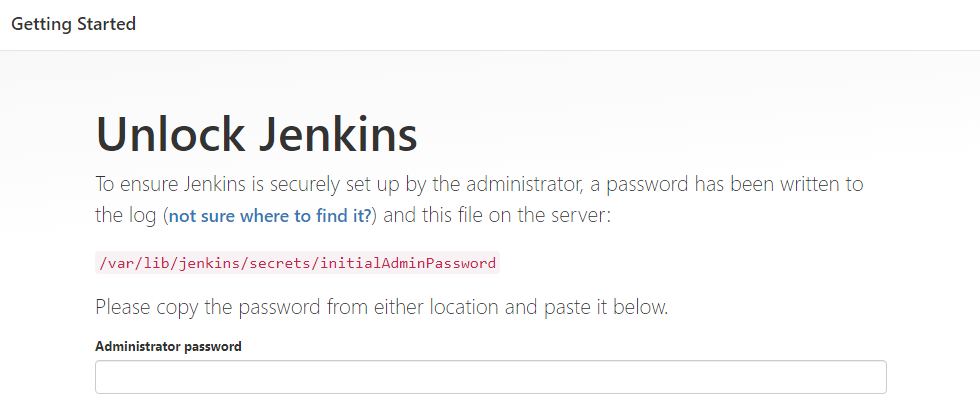 Getting Started
Unlock Jenkins
To ensure Jenkins is securely set up by the administrator, a password has been written to
the log (not sure where to find it?) and this file on the server:
/var/lib/jenkins/secrets/initialAdminPassword
Please copy the password from either location and paste it below.
Administrator password